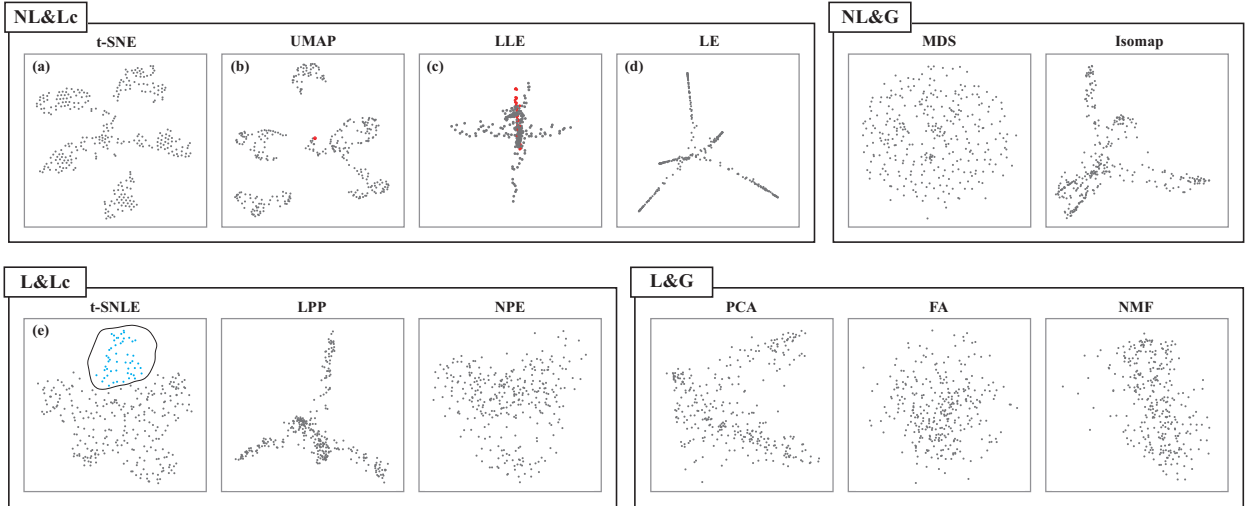 NL&Lc
t-SNE UMAP LLE LE
(a) (b) (c) (d)
NL&G
MDS Isomap
L&Lc
t-SNLE LPP NPE
(e)
L&G
PCA FA NMF